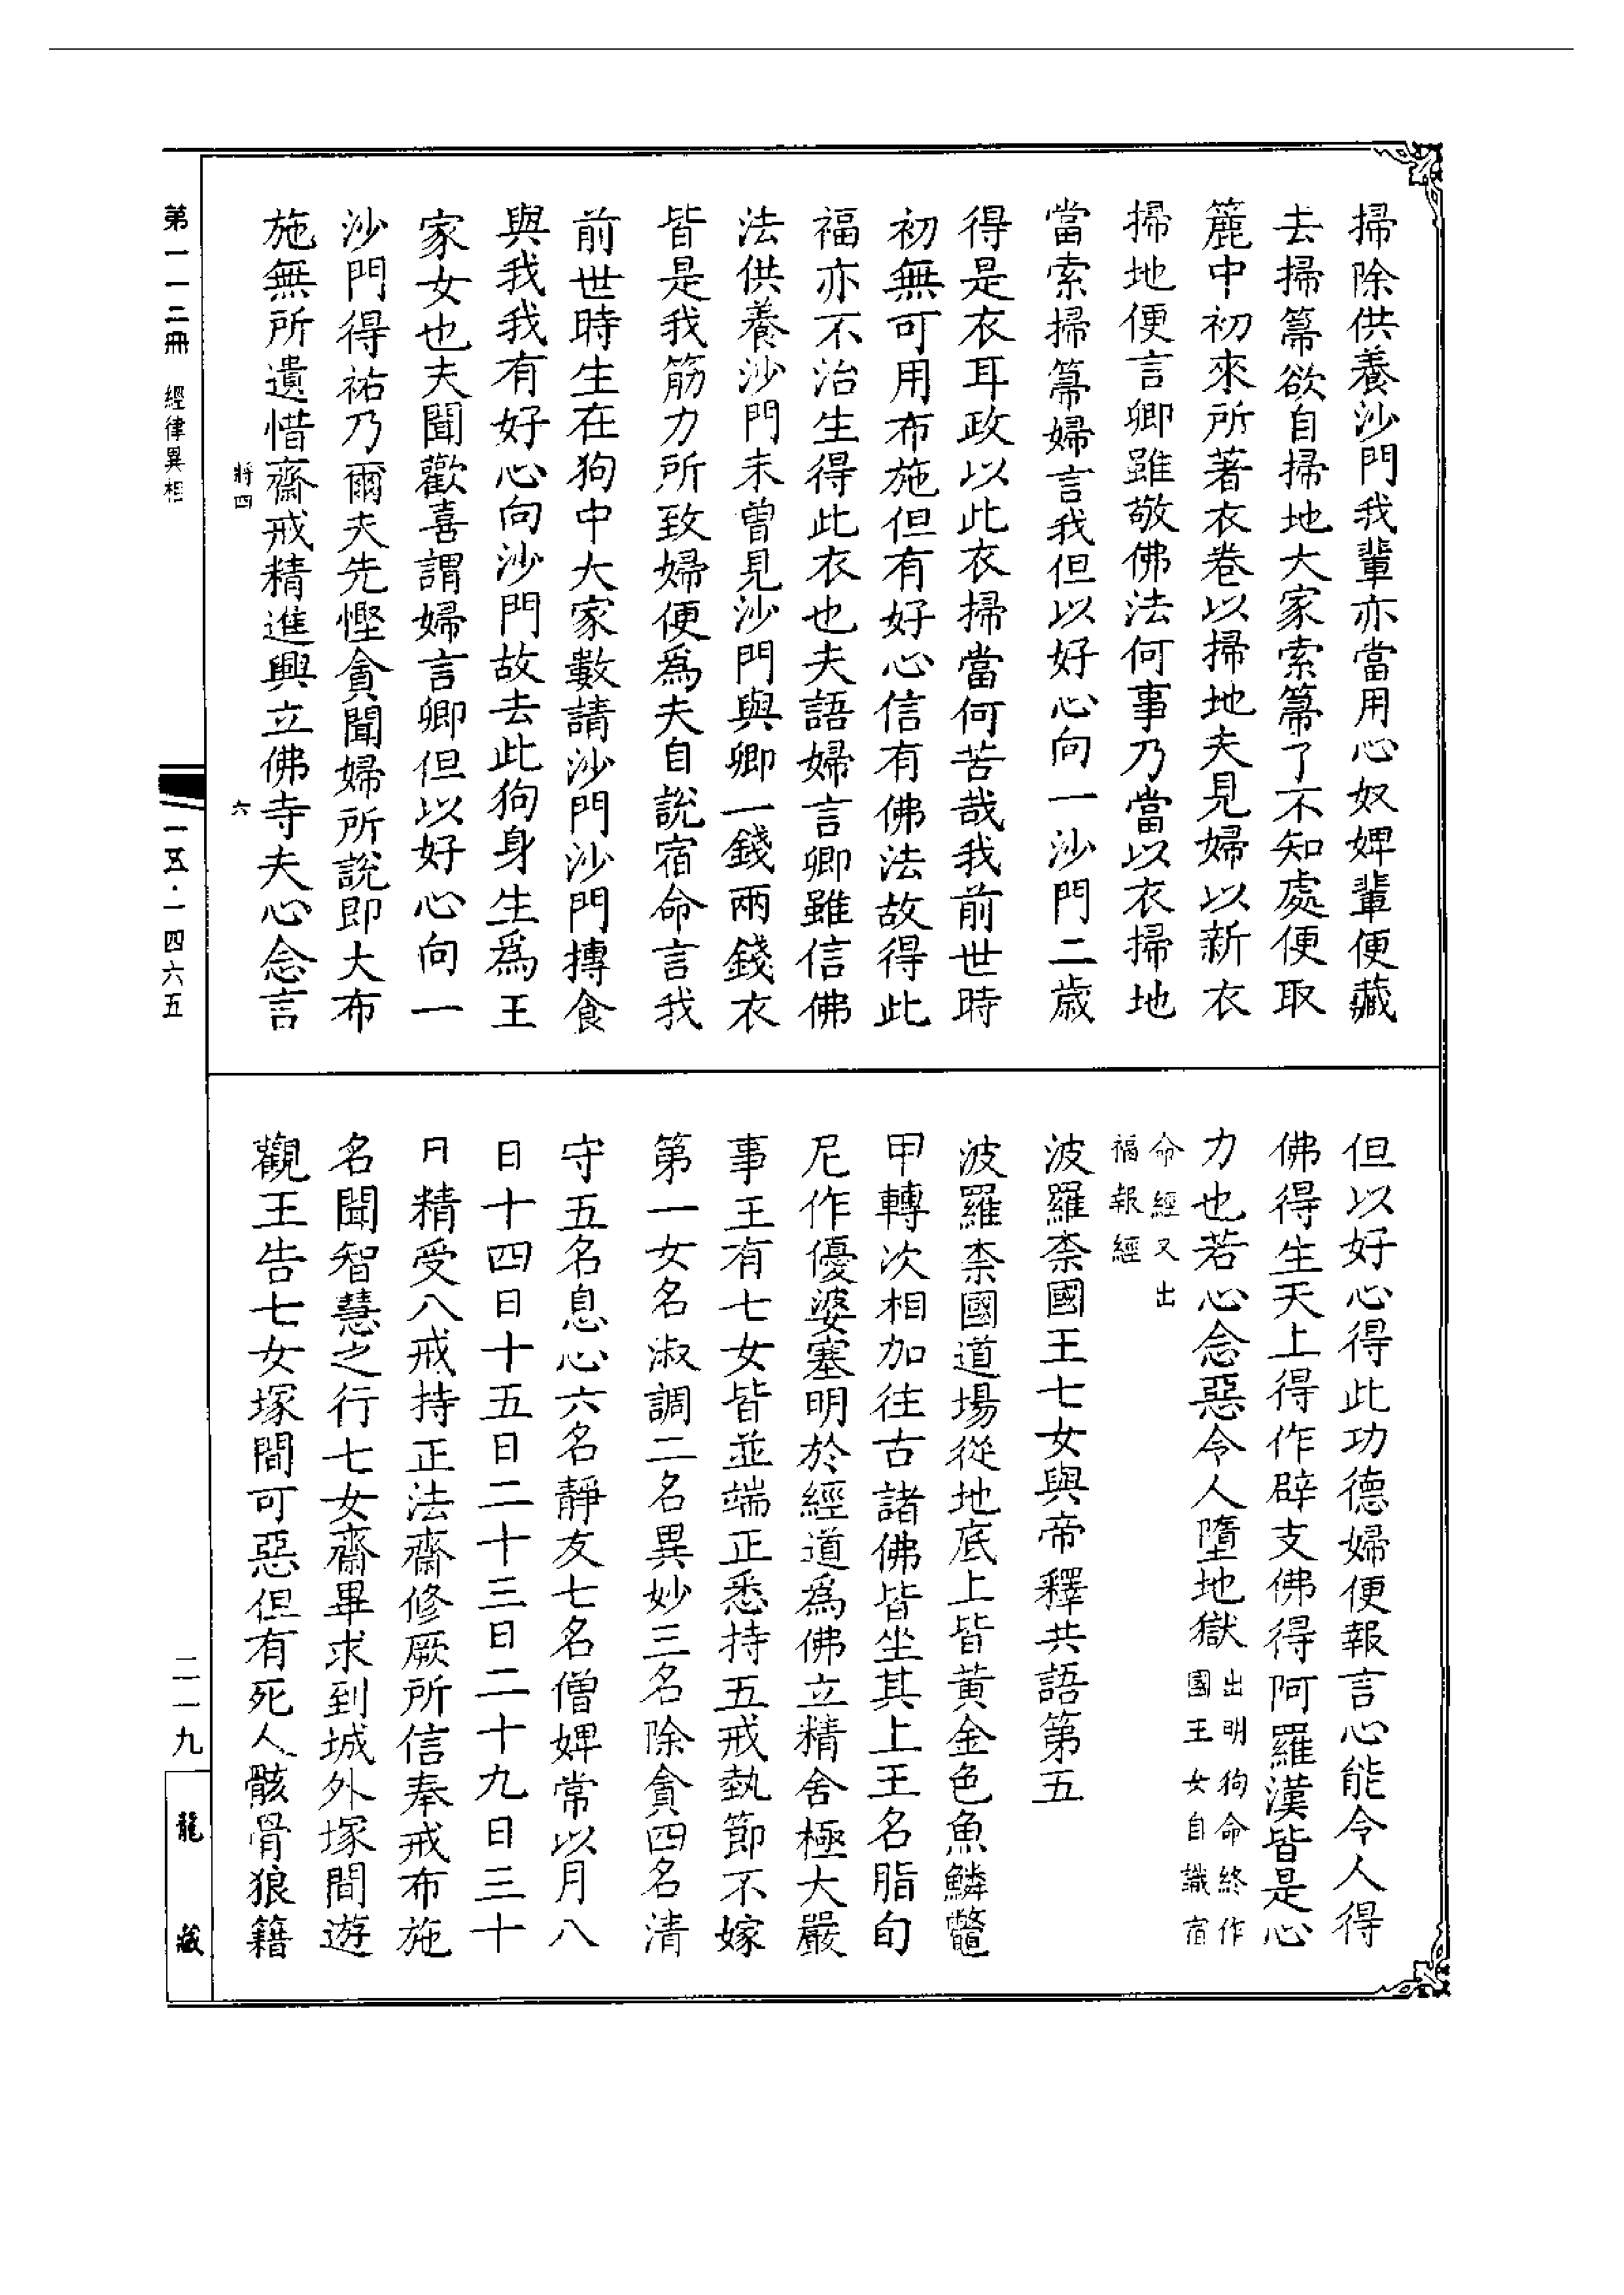 掃除供養沙門我輩亦當用心奴婢輩便藏
去掃篲欲自掃地大家索篲了不知處便取
簏中初來所著衣卷以掃地夫見婦以新衣
掃地便言卿雖敬佛法何事乃當以衣掃地
當索掃篲婦言我但以好心向一沙門二歲
得是衣耳政以此衣掃當何苦哉我前世時
初無可用布施但有好心信有佛法故得此
福亦不治生得此衣也夫語婦言卿雖信佛
法供養沙門未曾見沙門與卿一錢兩錢衣
皆是我筋力所致婦便為夫自說宿命言我
前世時生在狗中大家數請沙門沙門摶食
與我我有好心向沙門故去此狗身生為王
家女也夫聞歡喜謂婦言卿但以好心向一
沙門得祐乃爾夫先慳貪聞婦所說即大布
施無所遺惜齋戒精進興立佛寺夫心念言
將四
六
但以好心得此功德婦便報言心能令人得
佛得生天上得作辟支佛得阿羅漢皆是心
力也若心念惡令人墮地獄出明狗命終作
國王女自識宿
命經又出
福報經
波羅柰國王七女與帝釋共語第五
波羅柰國道場從地底上皆黃金色魚鱗鼈
甲轉次相加往古諸佛皆坐其上王名脂旬
尼作優婆塞明於經道為佛立精舍極大嚴
事王有七女皆並端正悉持五戒執節不嫁
第一女名淑調二名異妙三名除貪四名清
守五名息心六名靜友七名僧婢常以月八
日十四日十五日二十三日二十九日三十
日精受八戒持正法齋修厥所信奉戒布施
名聞智慧之行七女齋畢求到城外塚間遊
觀王告七女塚間可惡但有死人骸骨狼籍
第一一二冊 經律異相
一五·一四六五
二一九
龍藏